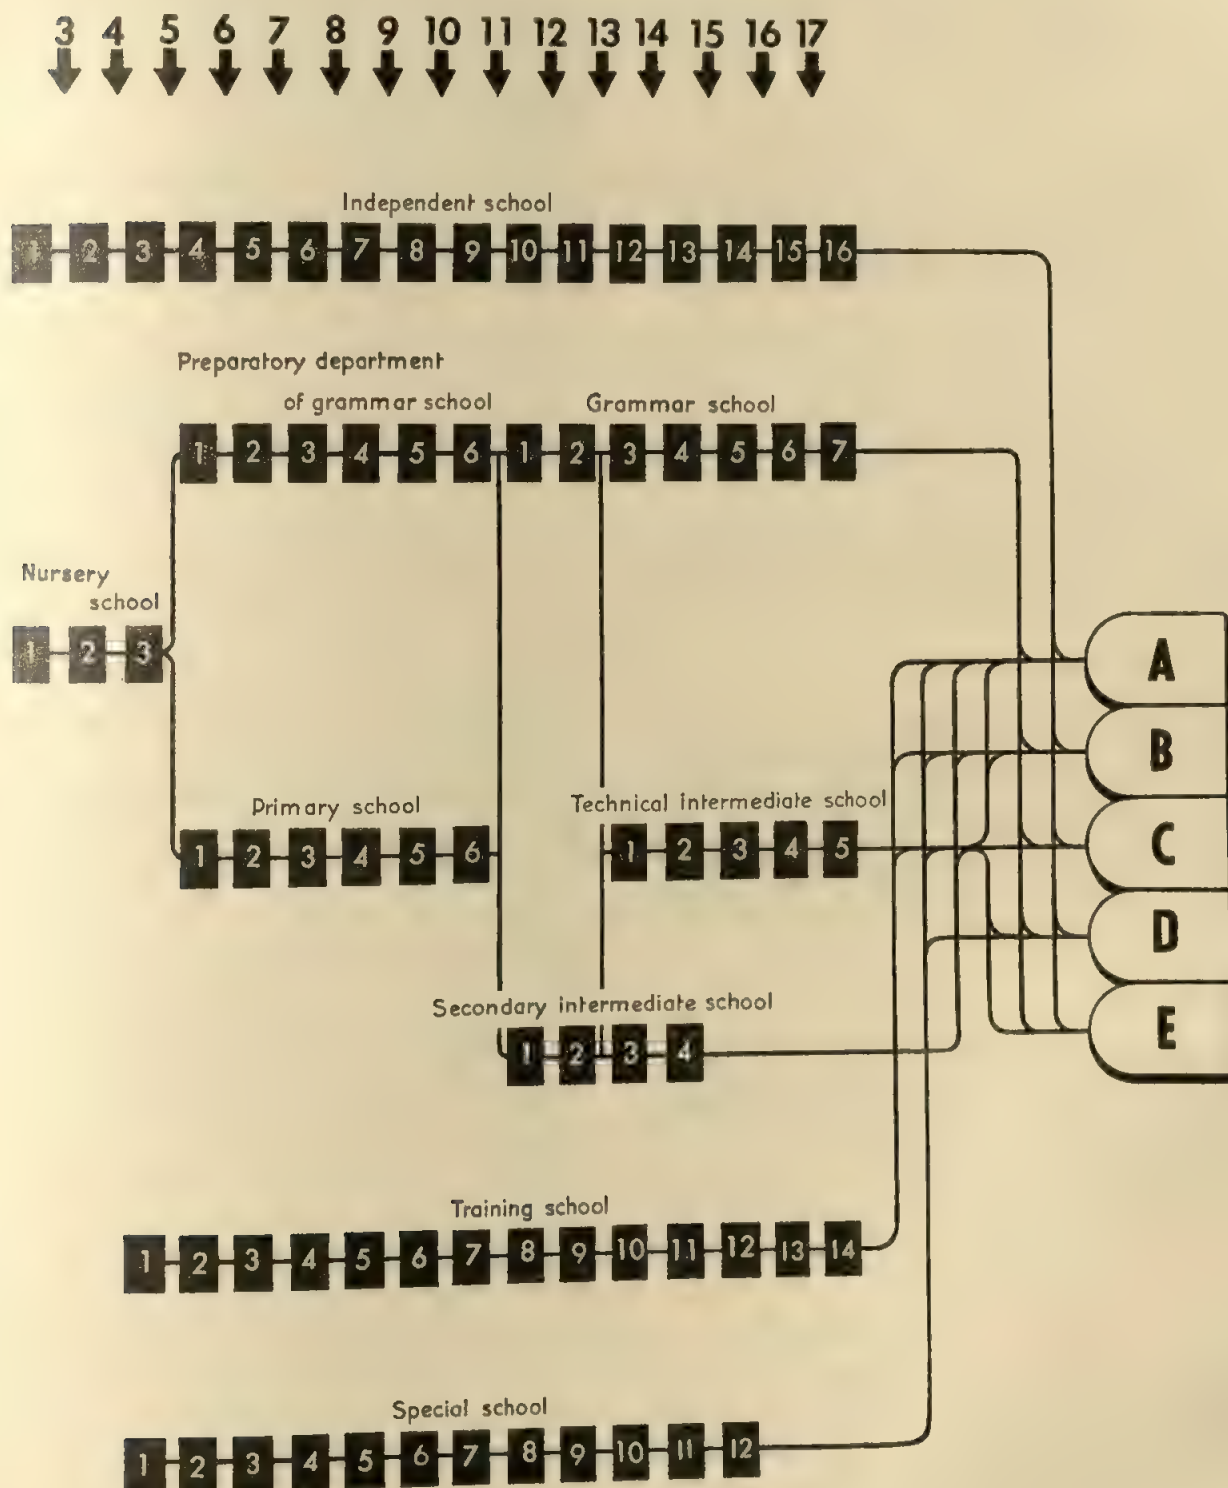 3 4 5 6 7 8 9 10 11 12 13 14 15 16 17
Independent school
1 2 3 4 5 6 7 8 9 10 11 12 13 14 15 16
Preparatory department
of grammar school
Grammar school
1 2 3 4 5 6 1 2 3 4 5 6 7
Nursery
school
1 2 3
A
B
Primary school
Technical intermediate school
1 2 3 4 5 6
1 2 3 4 5
C
D
Secondary intermediate school
1 2 3 4
E
Training school
1 2 3 4 5 6 7 8 9 10 11 12 13 14
Special school
1 2 3 4 5 6 7 8 9 10 11 12